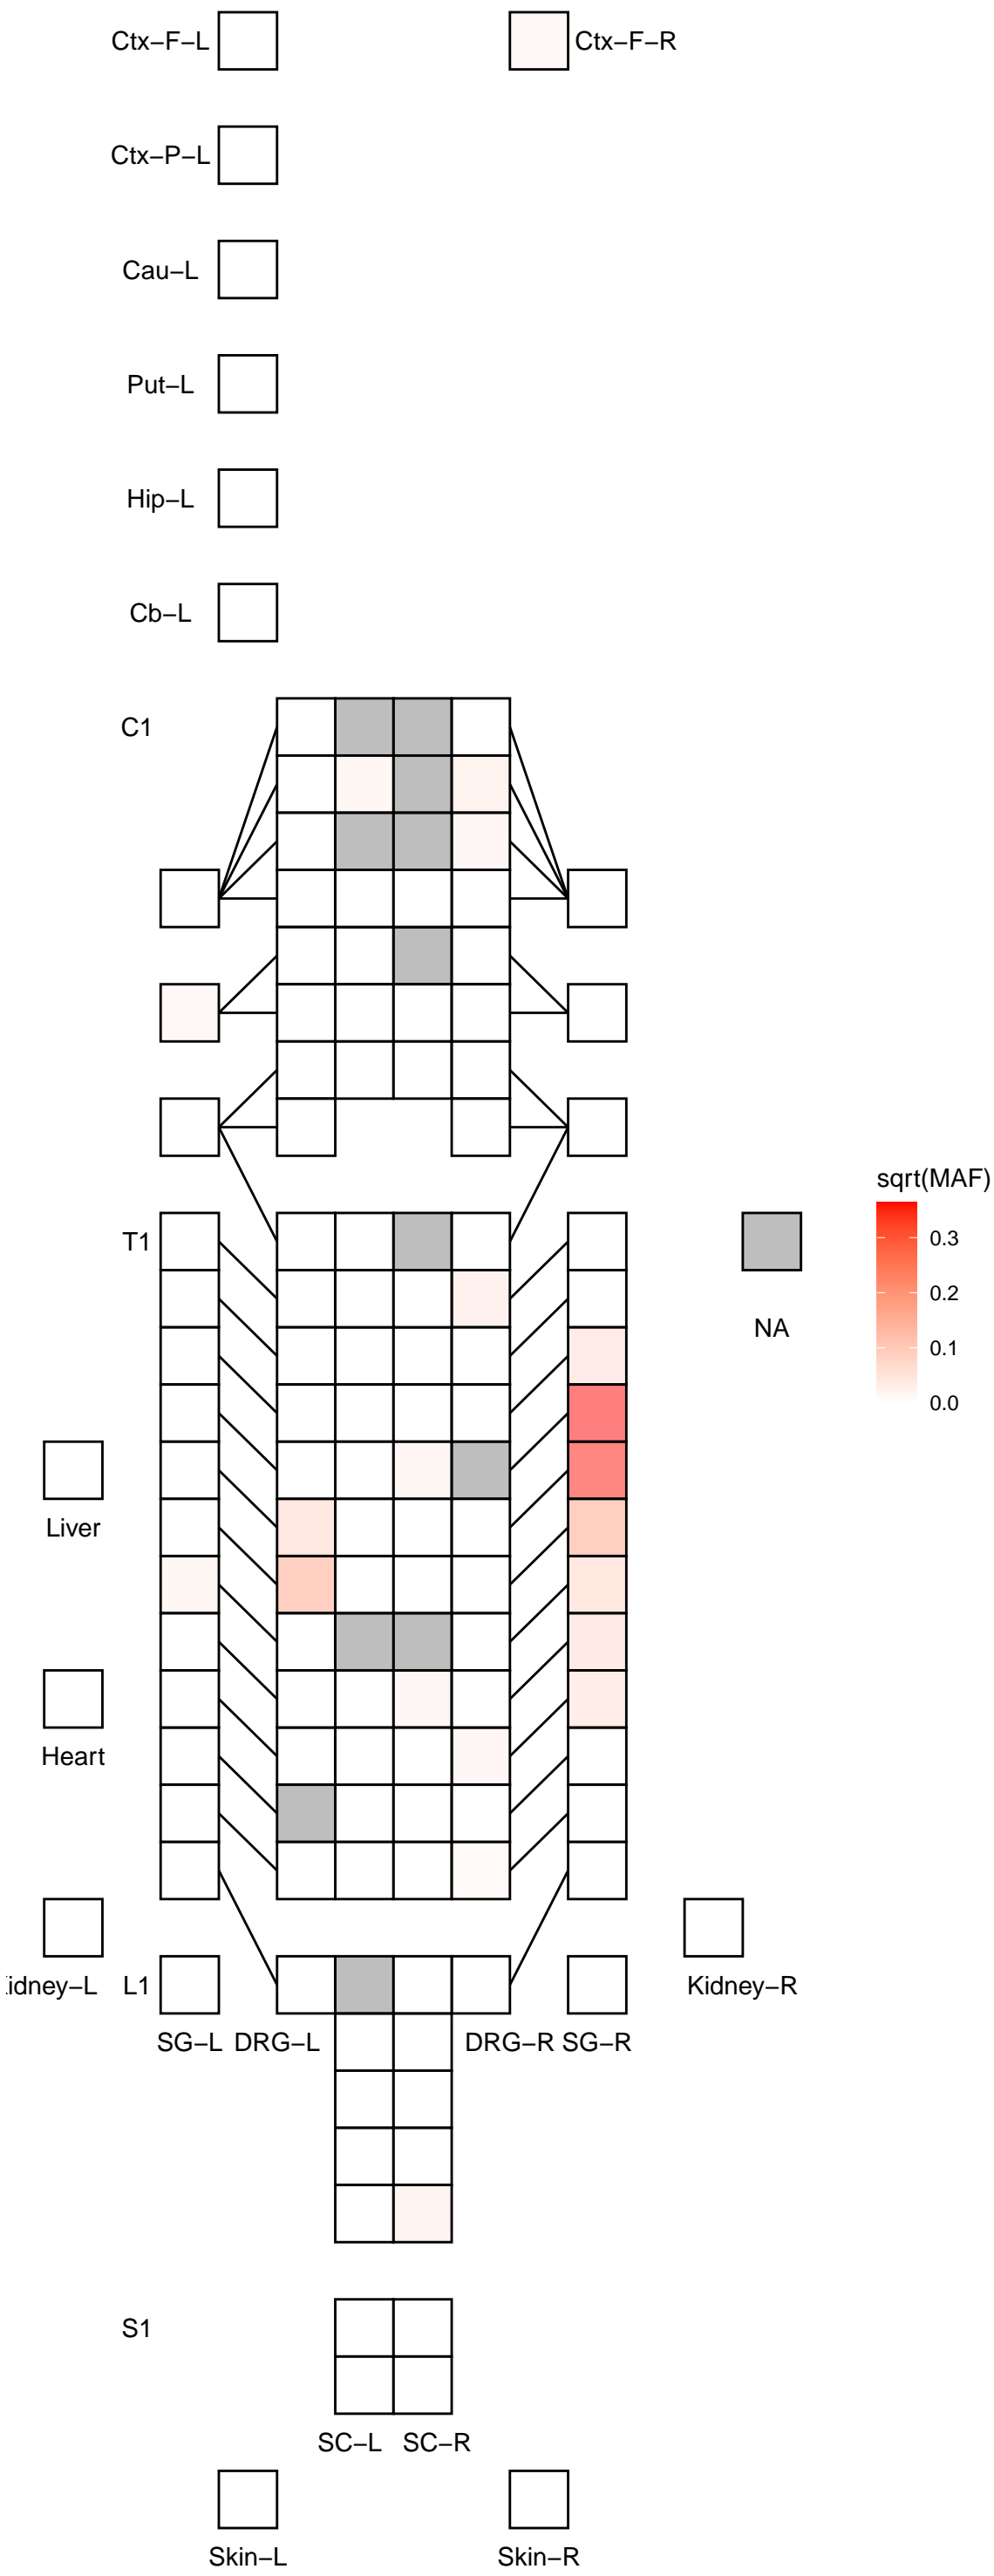 Ctx−F−L
Ctx−F−R
Ctx−P−L
Cau−L
Put−L
Hip−L
Cb−L
C1
sqrt(MAF)
T1
0.3
0.2
NA
0.1
0.0
Liver
Heart
idney−L L1
Kidney−R
SG−L DRG−L DRG−R SG−R
S1
SC−L SC−R
Skin−L Skin−R